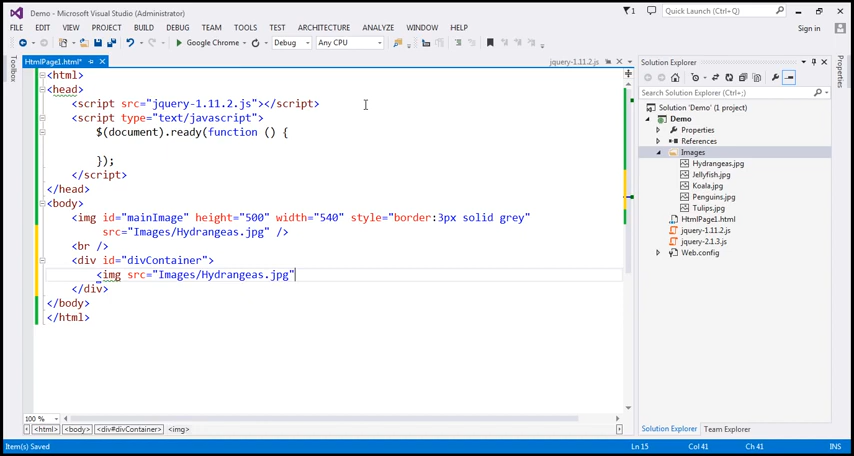 Demo - Microsoft Visual Studio (Administrator)
1
Quick Launch (Ctrl+Q)
FILE EDIT VIEW PROJECT BUILD DEBUG TEAM TOOLS TEST ARCHITECTURE ANALYZE WINDOW HELP
Sign in
Google Chrome Debug Any CPU
Toolbox
HtmlPage1.html*
jquery-1.11.2.js
<html>
<head>
<script src="jquery-1.11.2.js"></script>
<script type="text/javascript">
$(document).ready(function () {
});
</script>
</head>
<body>
<img id="mainImage" height="500" width="540" style="border:3px solid grey"
src="Images/Hydrangeas.jpg" />
<br />
<div id="divContainer">
<img src="Images/Hydrangeas.jpg"
</div>
</body>
</html>
100 %
<html> <body> <div#divContainer> <img>
Solution Explorer
Search Solution Explorer (Ctrl+;)
Solution 'Demo' (1 project)
Demo
Properties
References
Images
Hydrangeas.jpg
Jellyfish.jpg
Koala.jpg
Penguins.jpg
Tulips.jpg
HtmlPage1.html
jquery-1.11.2.js
jquery-2.1.3.js
Web.config
Solution Explorer Team Explorer
Properties
Item(s) Saved
Ln 15 Col 41 Ch 41 INS